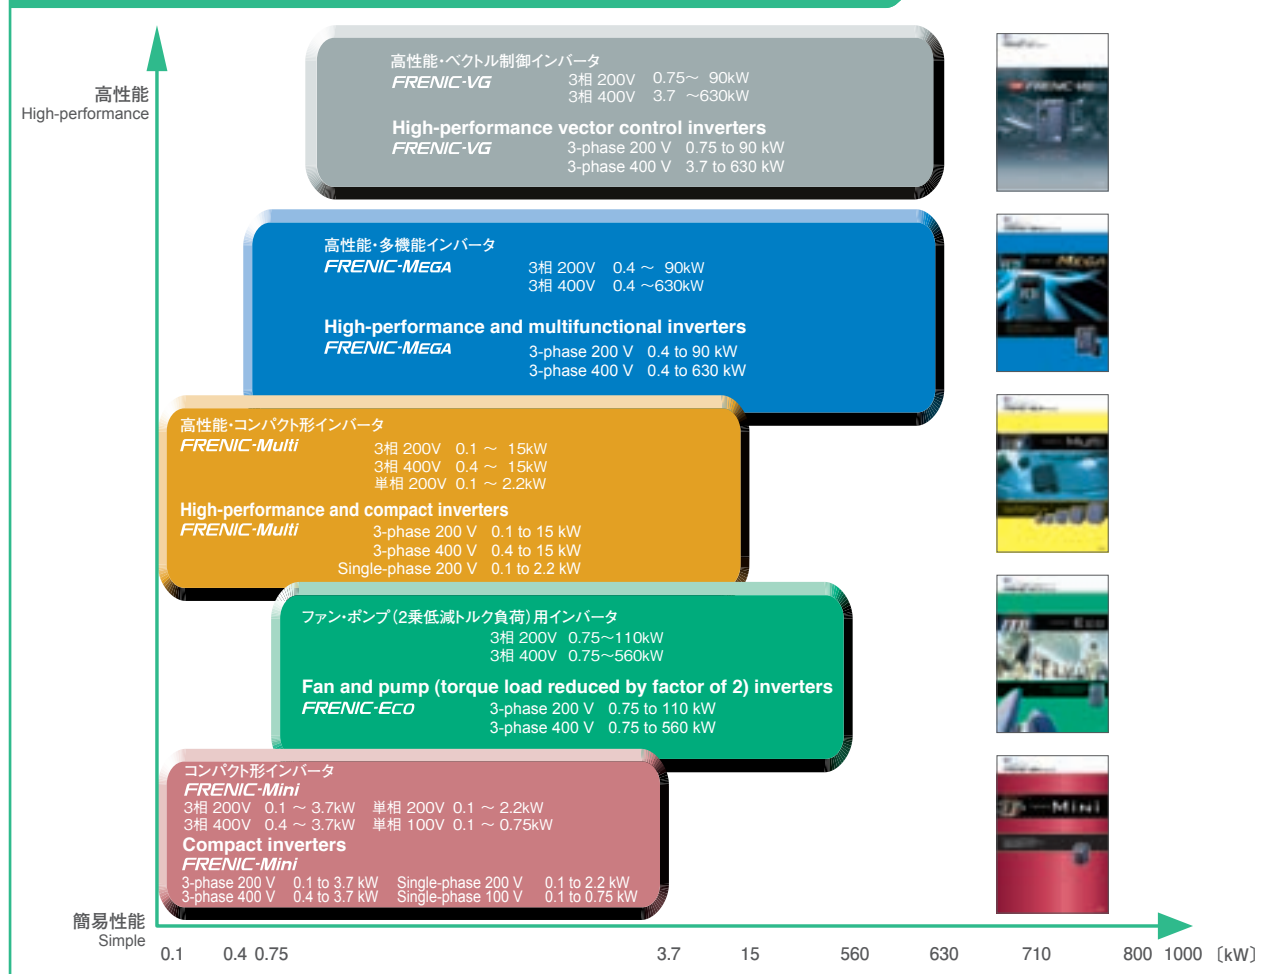 高性能
High-performance
高性能・ベクトル制御インバータ
FRENIC-VG
3相 200V 0.75～ 90kW
3相 400V 3.7 ～630kW
High-performance vector control inverters
FRENIC-VG
3-phase 200 V 0.75 to 90 kW
3-phase 400 V 3.7 to 630 kW
高性能・多機能インバータ
FRENIC-MEGA
3相 200V 0.4 ～ 90kW
3相 400V 0.4 ～630kW
High-performance and multifunctional inverters
FRENIC-MEGA
3-phase 200 V 0.4 to 90 kW
3-phase 400 V 0.4 to 630 kW
高性能・コンパクト形インバータ
FRENIC-Multi
3相 200V 0.1 ～ 15kW
3相 400V 0.4 ～ 15kW
単相 200V 0.1 ～ 2.2kW
High-performance and compact inverters
FRENIC-Multi
3-phase 200 V 0.1 to 15 kW
3-phase 400 V 0.4 to 15 kW
Single-phase 200 V 0.1 to 2.2 kW
ファン・ポンプ（2乗低減トルク負荷）用インバータ
3相 200V 0.75～110kW
3相 400V 0.75～560kW
Fan and pump (torque load reduced by factor of 2) inverters
FRENIC-ECO
3-phase 200 V 0.75 to 110 kW
3-phase 400 V 0.75 to 560 kW
コンパクト形インバータ
FRENIC-Mini
3相 200V 0.1 ～ 3.7kW 単相 200V 0.1 ～ 2.2kW
3相 400V 0.4 ～ 3.7kW 単相 100V 0.1 ～ 0.75kW
Compact inverters
FRENIC-Mini
3-phase 200 V 0.1 to 3.7 kW Single-phase 200 V 0.1 to 2.2 kW
3-phase 400 V 0.4 to 3.7 kW Single-phase 100 V 0.1 to 0.75 kW
簡易性能
Simple
0.1 0.4 0.75 3.7 15 560 630 710 800 1000 〔kW〕
FRENIC-VG
MEGA
Multi
Eco
Mini